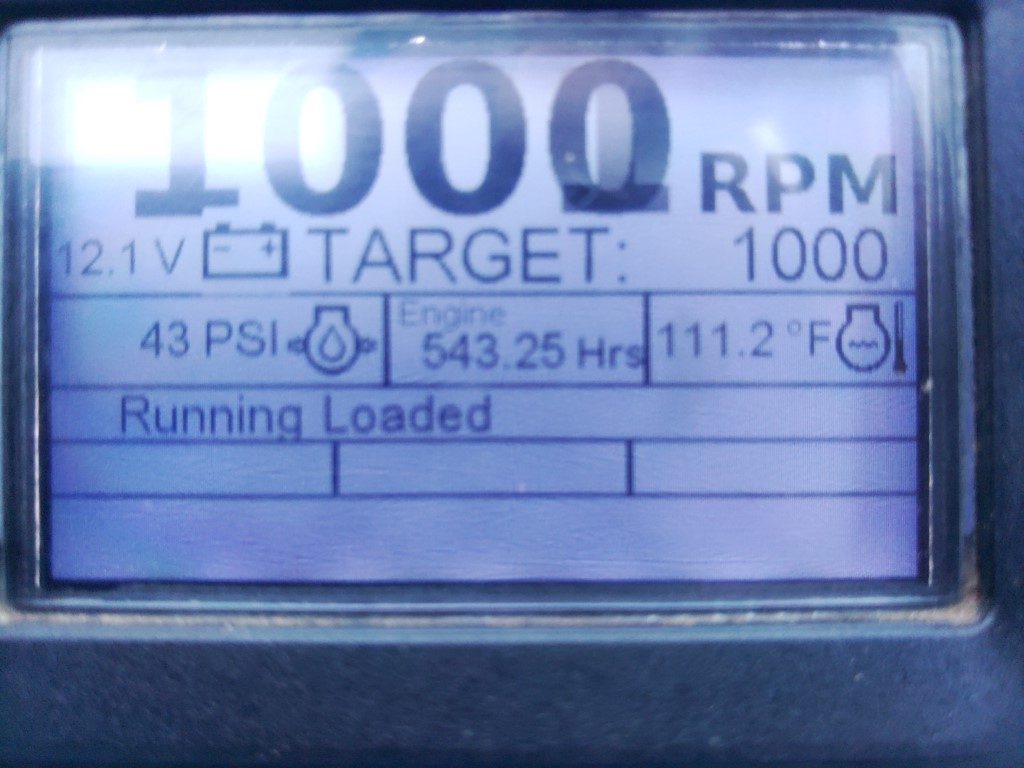 1000 RPM
12.1 V TARGET: 1000
43 PSI Engine 543.25 Hrs 111.2 °F
Running Loaded